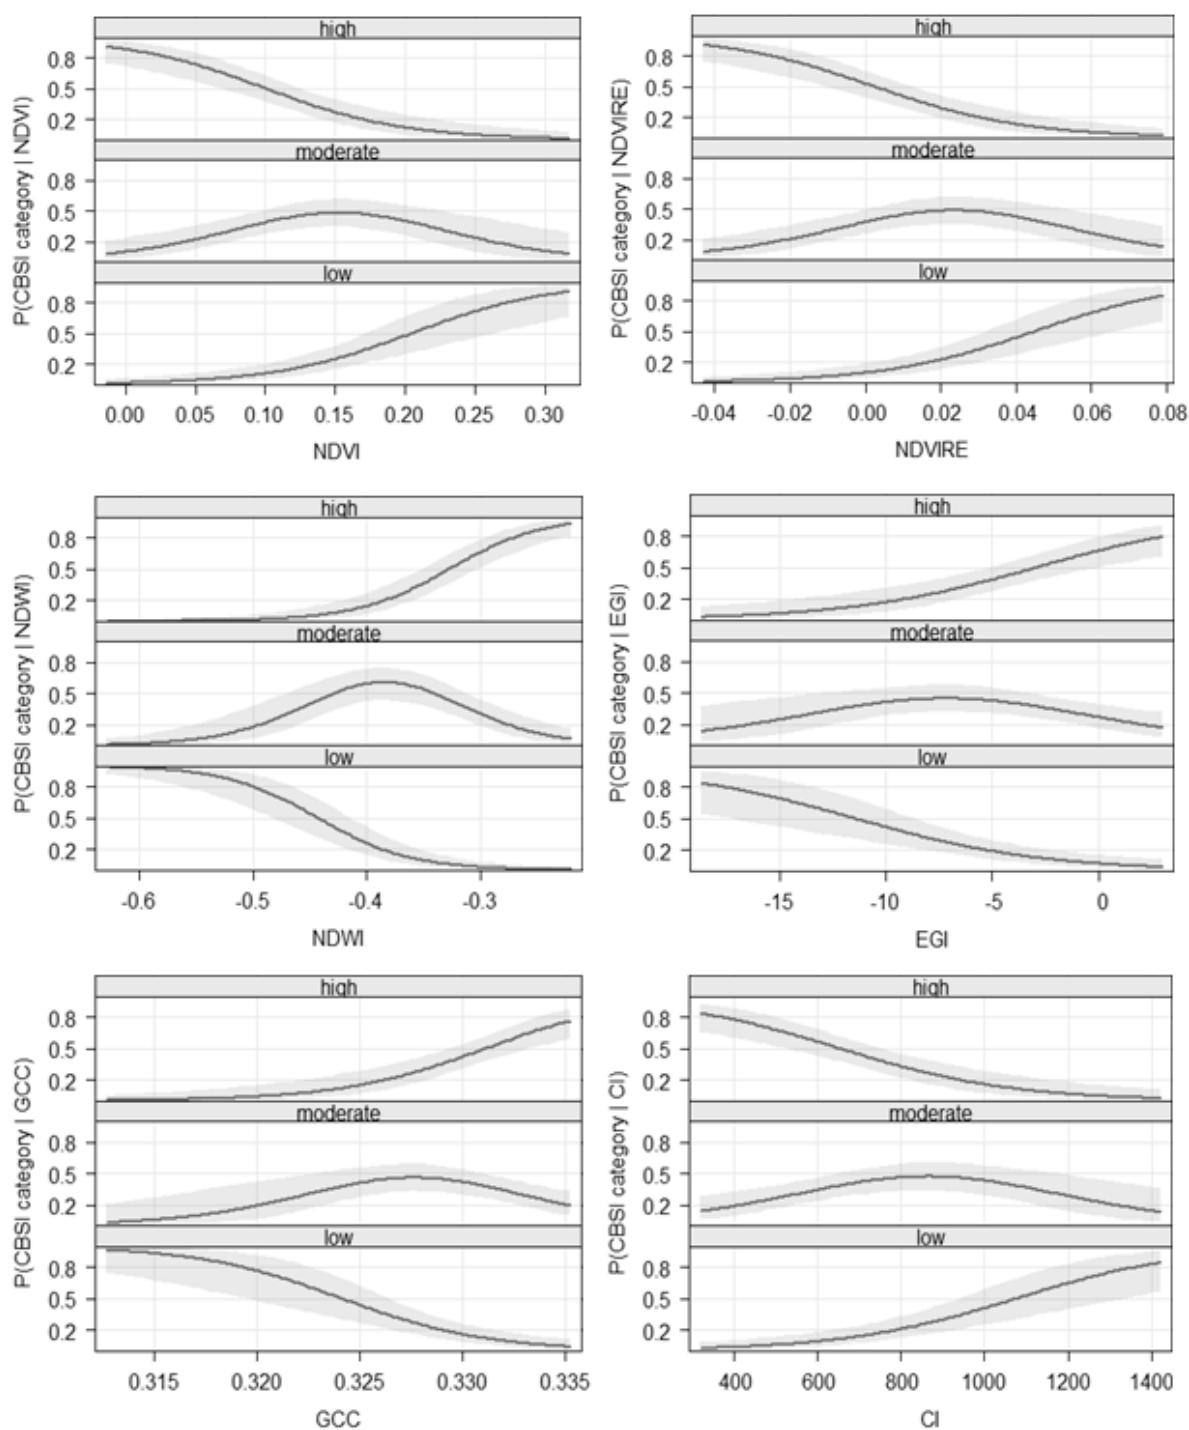 high
0.8
0.5
0.2
moderate
0.8
0.5
0.2
low
0.8
0.5
0.2
P(CBSI category | NDVI)
0.00 0.05 0.10 0.15 0.20 0.25 0.30
NDVI
high
0.8
0.5
0.2
moderate
0.8
0.5
0.2
low
0.8
0.5
0.2
P(CBSI category | NDVIRE)
-0.04 -0.02 0.00 0.02 0.04 0.06 0.08
NDVIRE
high
0.8
0.5
0.2
moderate
0.8
0.5
0.2
low
0.8
0.5
0.2
P(CBSI category | NDWI)
-0.6 -0.5 -0.4 -0.3
NDWI
high
0.8
0.5
0.2
moderate
0.8
0.5
0.2
low
0.8
0.5
0.2
P(CBSI category | EGI)
-15 -10 -5 0
EGI
high
0.8
0.5
0.2
moderate
0.8
0.5
0.2
low
0.8
0.5
0.2
P(CBSI category | GCC)
0.315 0.320 0.325 0.330 0.335
GCC
high
0.8
0.5
0.2
moderate
0.8
0.5
0.2
low
0.8
0.5
0.2
P(CBSI category | CI)
400 600 800 1000 1200 1400
CI